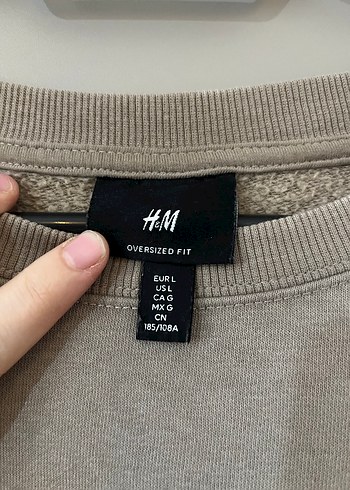 H&M
OVERSIZED FIT
EUR L
US L
CA G
MX G
CN
185/108A